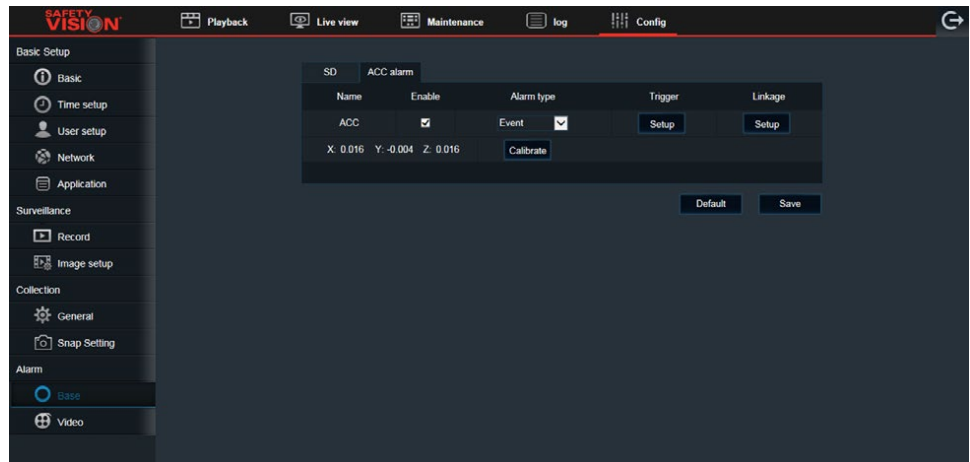 SAFETY
VISION
Playback Live view Maintenance log Config
Basic Setup
Basic
Time setup
User setup
Network
Application
Surveillance
Record
Image setup
Collection
General
Snap Setting
Alarm
Base
Video
SD ACC alarm
Name Enable Alarm type Trigger Linkage
ACC Event Setup Setup
X: 0.016 Y: -0.004 Z: 0.016 Calibrate
Default Save